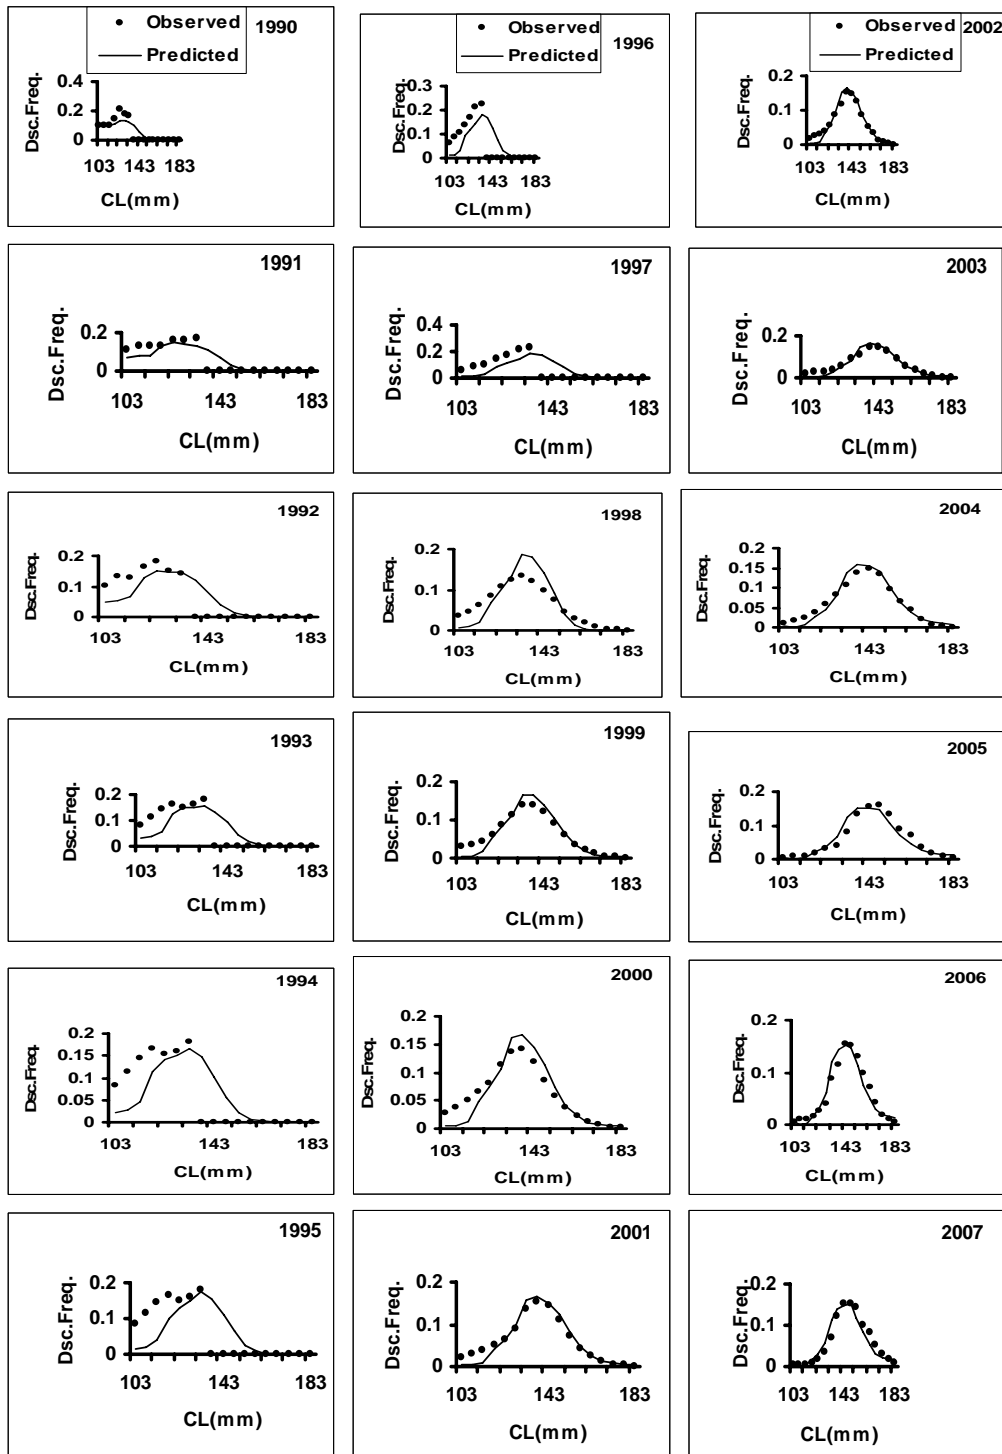 Observed
Predicted
1990
Dsc.Freq.
0.4
0.2
0
103 143 183
CL(mm)
Observed
Predicted
1996
Dsc.Freq.
0.3
0.2
0.1
0
103 143 183
CL(mm)
Observed
Predicted
2002
Dsc.Freq.
0.2
0.1
0
103 143 183
CL(mm)
1991
Dsc.Freq.
0.2
0
103 143 183
CL(mm)
1997
Dsc.Freq.
0.4
0.2
0
103 143 183
CL(mm)
2003
Dsc.Freq.
0.2
0
103 143 183
CL(mm)
1992
Dsc.Freq.
0.2
0.1
0
103 143 183
CL(mm)
1998
Dsc.Freq.
0.2
0.1
0
103 143 183
CL(mm)
2004
Dsc.Freq.
0.2
0.15
0.1
0.05
0
103 143 183
CL(mm)
1993
Dsc.Freq.
0.2
0.1
0
103 143 183
CL(mm)
1999
Dsc.Freq.
0.2
0.1
0
103 143 183
CL(mm)
2005
Dsc.Freq.
0.2
0.1
0
103 143 183
CL(mm)
1994
Dsc.Freq.
0.2
0.15
0.1
0.05
0
103 143 183
CL(mm)
2000
Dsc.Freq.
0.2
0.15
0.1
0.05
0
103 143 183
CL(mm)
2006
Dsc.Freq.
0.2
0.1
0
103 143 183
CL(mm)
1995
Dsc.Freq.
0.2
0.1
0
103 143 183
CL(mm)
2001
Dsc.Freq.
0.2
0.1
0
103 143 183
CL(mm)
2007
Dsc.Freq.
0.2
0.1
0
103 143 183
CL(mm)